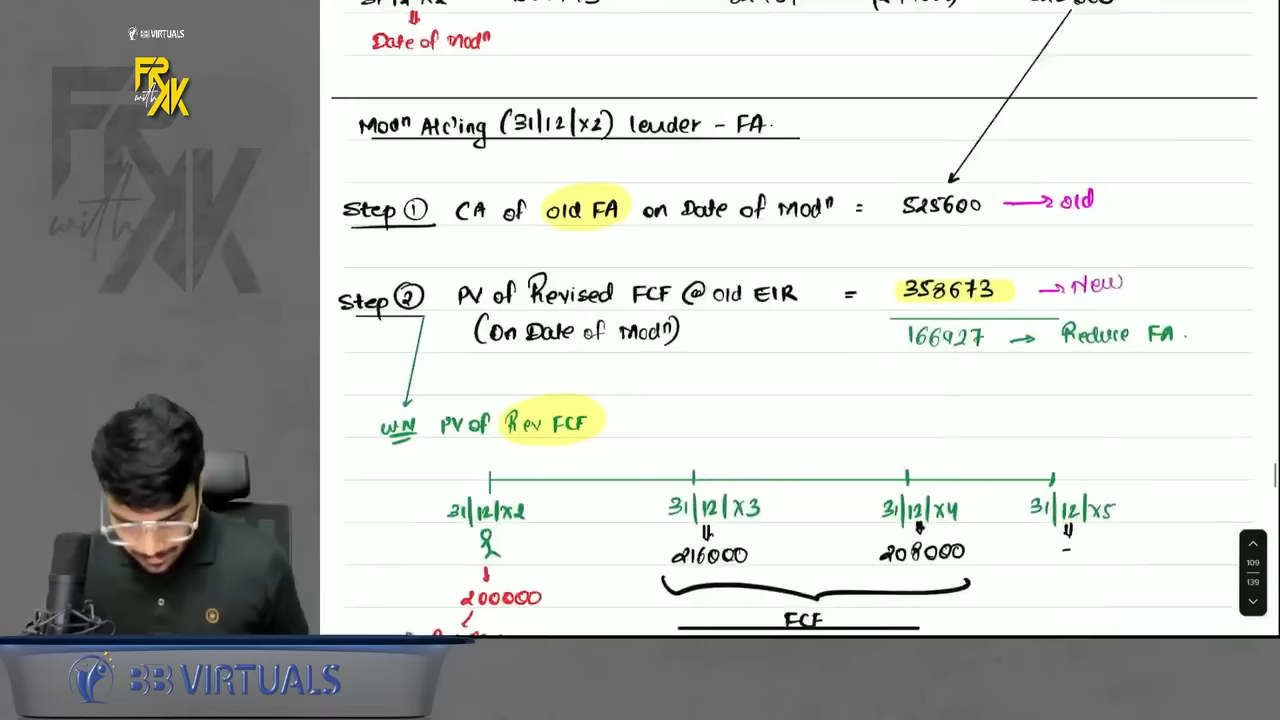 BB VIRTUALS
FR
with
KK
Date of Modⁿ
Modⁿ Alc'ing (31|12|x2) lender - FA.
Step ① CA of old FA on Date of Modⁿ = 525600 → old
Step ② PV of Revised FCF @ old EIR = 358673 → New
(On Date of Modⁿ) 166927 → Reduce FA.
WN PV of Rev FCF
31|12|x2 31|12|x3 31|12|x4 31|12|x5
216000 208000 -
200000
FCF
109
139
BB VIRTUALS